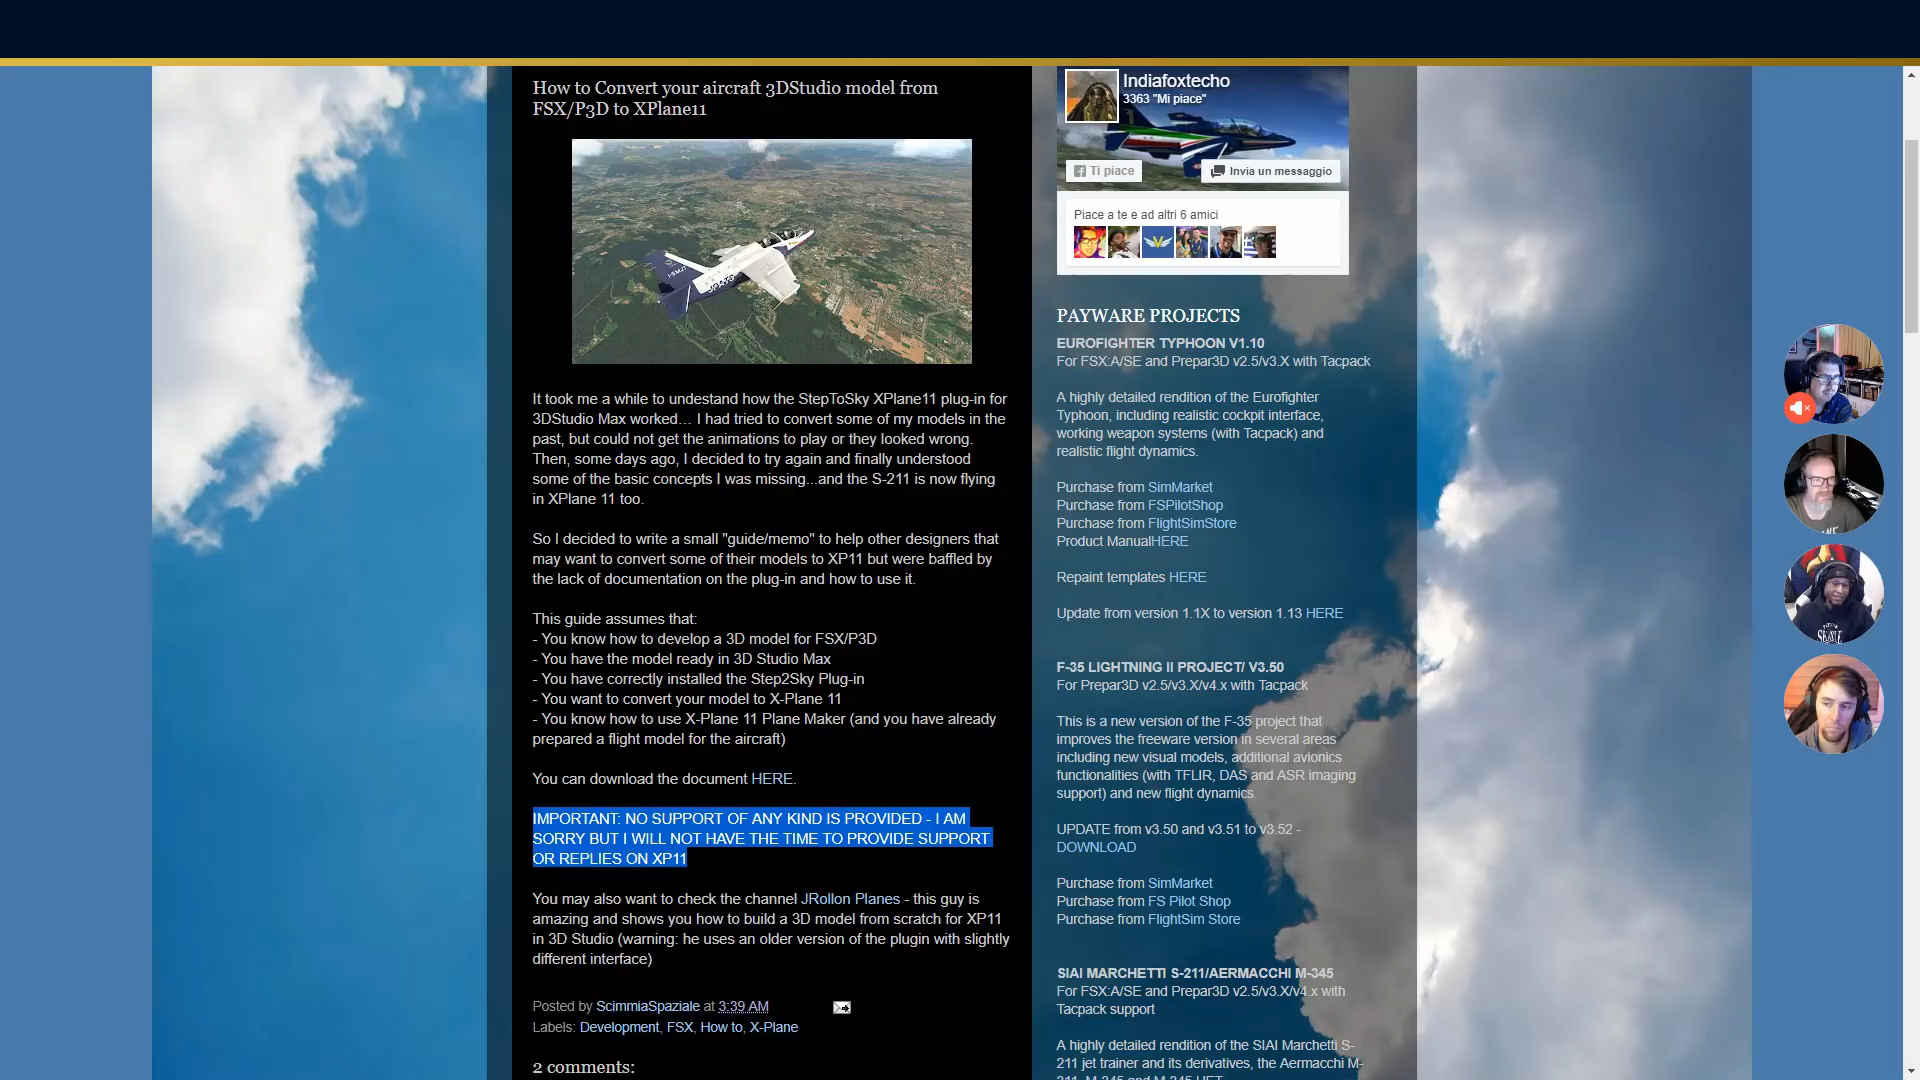 How to Convert your aircraft 3DStudio model from
FSX/P3D to XPlane11
It took me a while to undestand how the StepToSky XPlane11 plug-in for
3DStudio Max worked... I had tried to convert some of my models in the
past, but could not get the animations to play or they looked wrong.
Then, some days ago, I decided to try again and finally understood
some of the basic concepts I was missing...and the S-211 is now flying
in XPlane 11 too.
So I decided to write a small "guide/memo" to help other designers that
may want to convert some of their models to XP11 but were baffled by
the lack of documentation on the plug-in and how to use it.
This guide assumes that:
- You know how to develop a 3D model for FSX/P3D
- You have the model ready in 3D Studio Max
- You have correctly installed the Step2Sky Plug-in
- You want to convert your model to X-Plane 11
- You know how to use X-Plane 11 Plane Maker (and you have already
prepared a flight model for the aircraft)
You can download the document HERE.
IMPORTANT: NO SUPPORT OF ANY KIND IS PROVIDED - I AM
SORRY BUT I WILL NOT HAVE THE TIME TO PROVIDE SUPPORT
OR REPLIES ON XP11
You may also want to check the channel JRollon Planes - this guy is
amazing and shows you how to build a 3D model from scratch for XP11
in 3D Studio (warning: he uses an older version of the plugin with slightly
different interface)
Posted by ScimmiaSpaziale at 3:39 AM
Labels: Development, FSX, How to, X-Plane
2 comments:
Indiafoxtecho
3363 "Mi piace"
Ti piace
Invia un messaggio
Piace a te e ad altri 6 amici
PAYWARE PROJECTS
EUROFIGHTER TYPHOON V1.10
For FSX:A/SE and Prepar3D v2.5/v3.X with Tacpack
A highly detailed rendition of the Eurofighter
Typhoon, including realistic cockpit interface,
working weapon systems (with Tacpack) and
realistic flight dynamics.
Purchase from SimMarket
Purchase from FSPilotShop
Purchase from FlightSimStore
Product ManualHERE
Repaint templates HERE
Update from version 1.1X to version 1.13 HERE
F-35 LIGHTNING II PROJECT/ V3.50
For Prepar3D v2.5/v3.X/v4.x with Tacpack
This is a new version of the F-35 project that
improves the freeware version in several areas
including new visual models, additional avionics
functionalities (with TFLIR, DAS and ASR imaging
support) and new flight dynamics.
UPDATE from v3.50 and v3.51 to v3.52 -
DOWNLOAD
Purchase from SimMarket
Purchase from FS Pilot Shop
Purchase from FlightSim Store
SIAI MARCHETTI S-211/AERMACCHI M-345
For FSX:A/SE and Prepar3D v2.5/v3.X/v4.x with
Tacpack support
A highly detailed rendition of the SIAI Marchetti S-
211 jet trainer and its derivatives, the Aermacchi M-